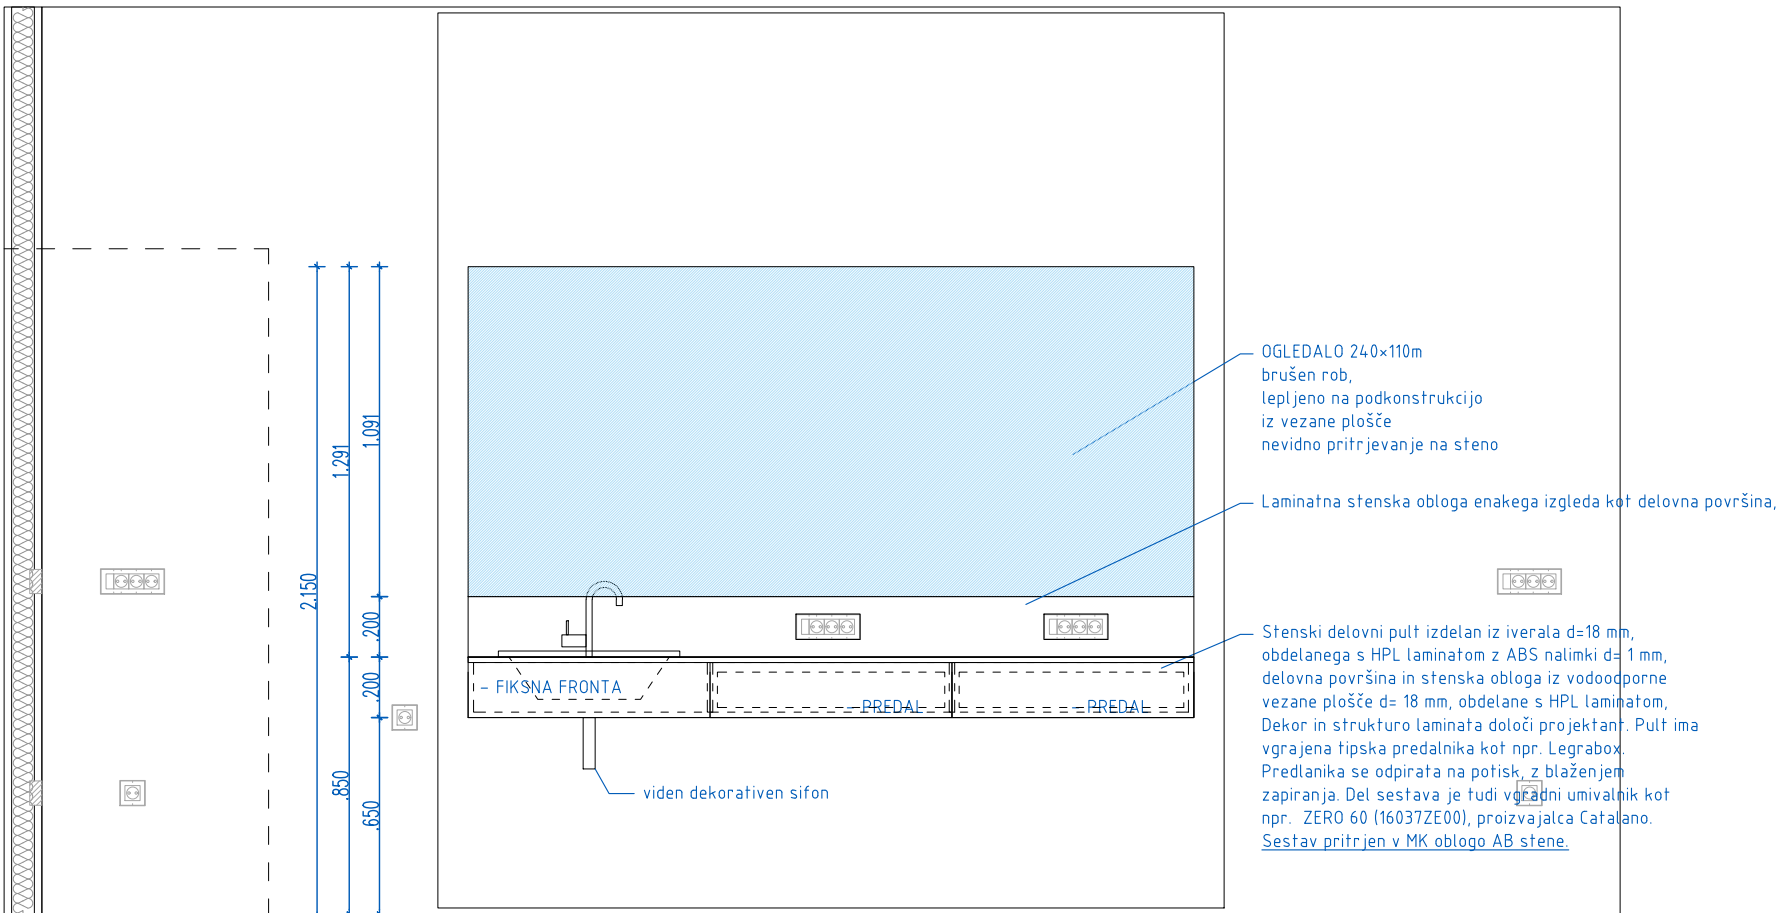 OGLEDALO 240×110m
brušen rob,
lepljeno na podkonstrukcijo
iz vezane plošče
nevidno pritrjevanje na steno
Laminatna stenska obloga enakega izgleda kot delovna površina,
Stenski delovni pult izdelan iz iverala d=18 mm,
obdelanega s HPL laminatom z ABS nalimki d= 1 mm,
delovna površina in stenska obloga iz vodoodporne
vezane plošče d= 18 mm, obdelane s HPL laminatom,
Dekor in strukturo laminata določi projektant. Pult ima
vgrajena tipska predalnika kot npr. Legrabox.
Predlanika se odpirata na potisk, z blaženjem
zapiranja. Del sestava je tudi vgradni umivalnik kot
npr. ZERO 60 (16037ZE00), proizvajalca Catalano.
Sestav pritrjen v MK oblogo AB stene.
- FIKSNA FRONTA
- PREDAL
- PREDAL
viden dekorativen sifon
2.150
1.291
.850
1.091
.200
.200
.650